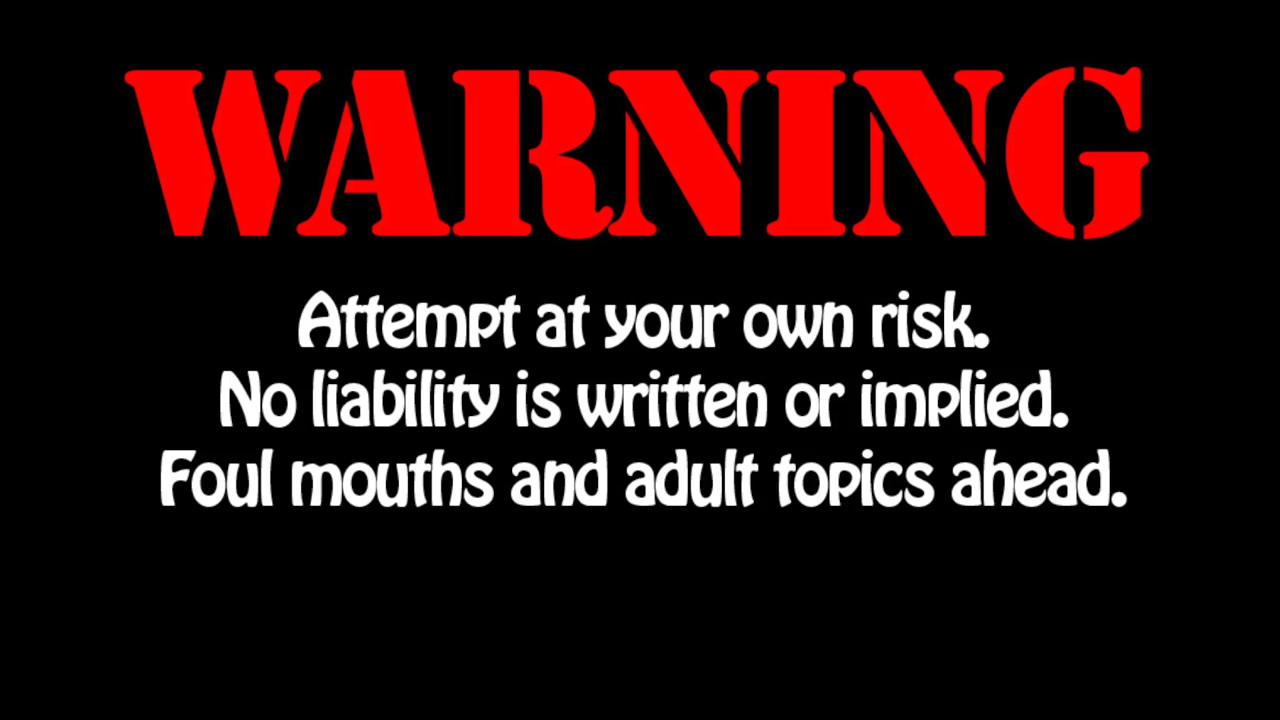 WARNING
Attempt at your own risk.
No liability is written or implied.
Foul mouths and adult topics ahead.